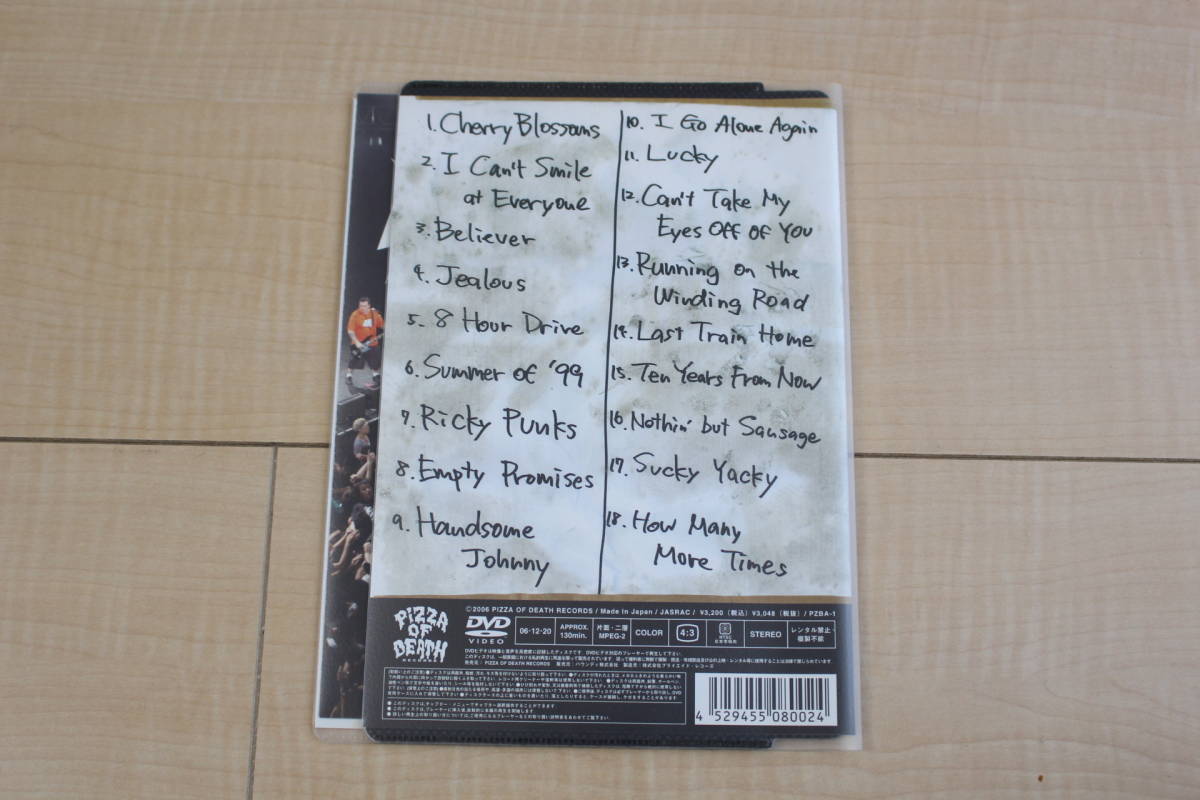 1. Cherry Blossoms
2. I Can't Smile
at Everyone
3. Believer
4. Jealous
5. 8 Hour Drive
6. Summer of '99
7. Ricky Punks
8. Empty Promises
9. Handsome
Johnny
10. I Go Alone Again
11. Lucky
12. Can't Take My
Eyes Off of You
13. Running on the
Winding Road
14. Last Train Home
15. Ten Years From Now
16. Nothin' but Sausage
17. Sucky Yacky
18. How Many
More Times
PIZZA
OF
DEATH
RECORDS
©2006 PIZZA OF DEATH RECORDS / Made in Japan / JASRAC / ¥3,200（税込）¥3,048（税抜）/ PZBA-1
DVD
VIDEO
06·12·20
APPROX.
130min.
片面・二層
MPEG-2
COLOR
4:3
STEREO
レンタル禁止・
複製不能
4 529455 080024